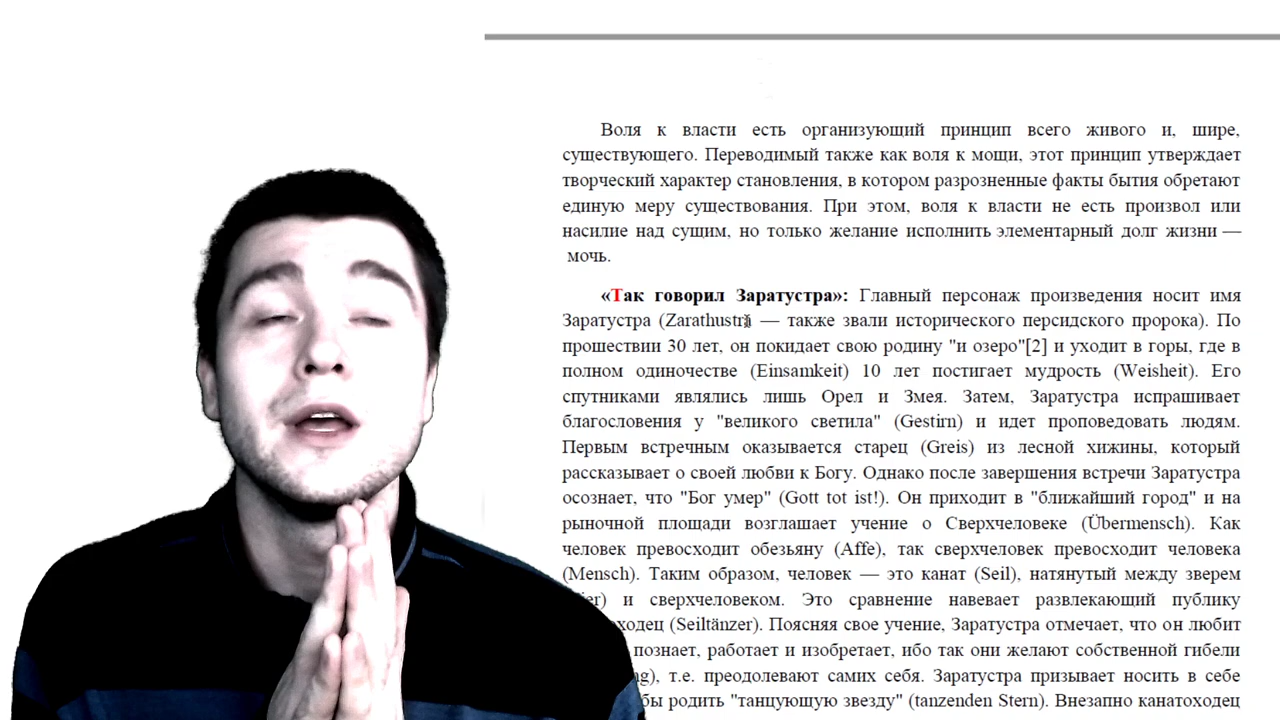 Воля к власти есть организующий принцип всего живого и, шире,
существующего. Переводимый также как воля к мощи, этот принцип утверждает
творческий характер становления, в котором разрозненные факты бытия обретают
единую меру существования. При этом, воля к власти не есть произвол или
насилие над сущим, но только желание исполнить элементарный долг жизни —
мочь.
«Так говорил Заратустра»: Главный персонаж произведения носит имя
Заратустра (Zarathustra — также звали исторического персидского пророка). По
прошествии 30 лет, он покидает свою родину "и озеро"[2] и уходит в горы, где в
полном одиночестве (Einsamkeit) 10 лет постигает мудрость (Weisheit). Его
спутниками являлись лишь Орел и Змея. Затем, Заратустра испрашивает
благословения у "великого светила" (Gestirn) и идет проповедовать людям.
Первым встречным оказывается старец (Greis) из лесной хижины, который
рассказывает о своей любви к Богу. Однако после завершения встречи Заратустра
осознает, что "Бог умер" (Gott tot ist!). Он приходит в "ближайший город" и на
рыночной площади возглашает учение о Сверхчеловеке (Übermensch). Как
человек превосходит обезьяну (Affe), так сверхчеловек превосходит человека
(Mensch). Таким образом, человек — это канат (Seil), натянутый между зверем
и сверхчеловеком. Это сравнение навевает развлекающий публику
(Seiltänzer). Поясняя свое учение, Заратустра отмечает, что он любит
познает, работает и изобретает, ибо так они желают собственной гибели
т.е. преодолевают самих себя. Заратустра призывает носить в себе
родить "танцующую звезду" (tanzenden Stern). Внезапно канатоходец